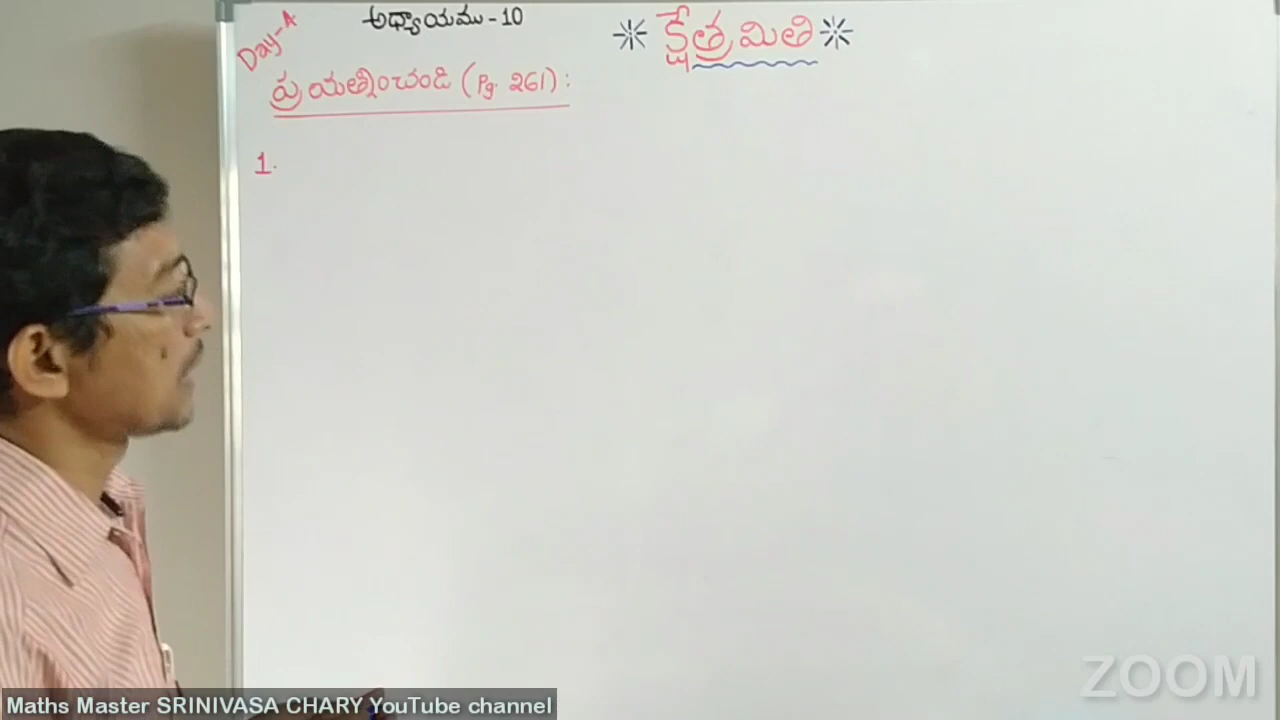 Day-4
అధ్యాయము - 10
* క్షేత్రమితి *
ప్రయత్నించండి (Pg. 261) :
1.
ZOOM
Maths Master SRINIVASA CHARY YouTube channel